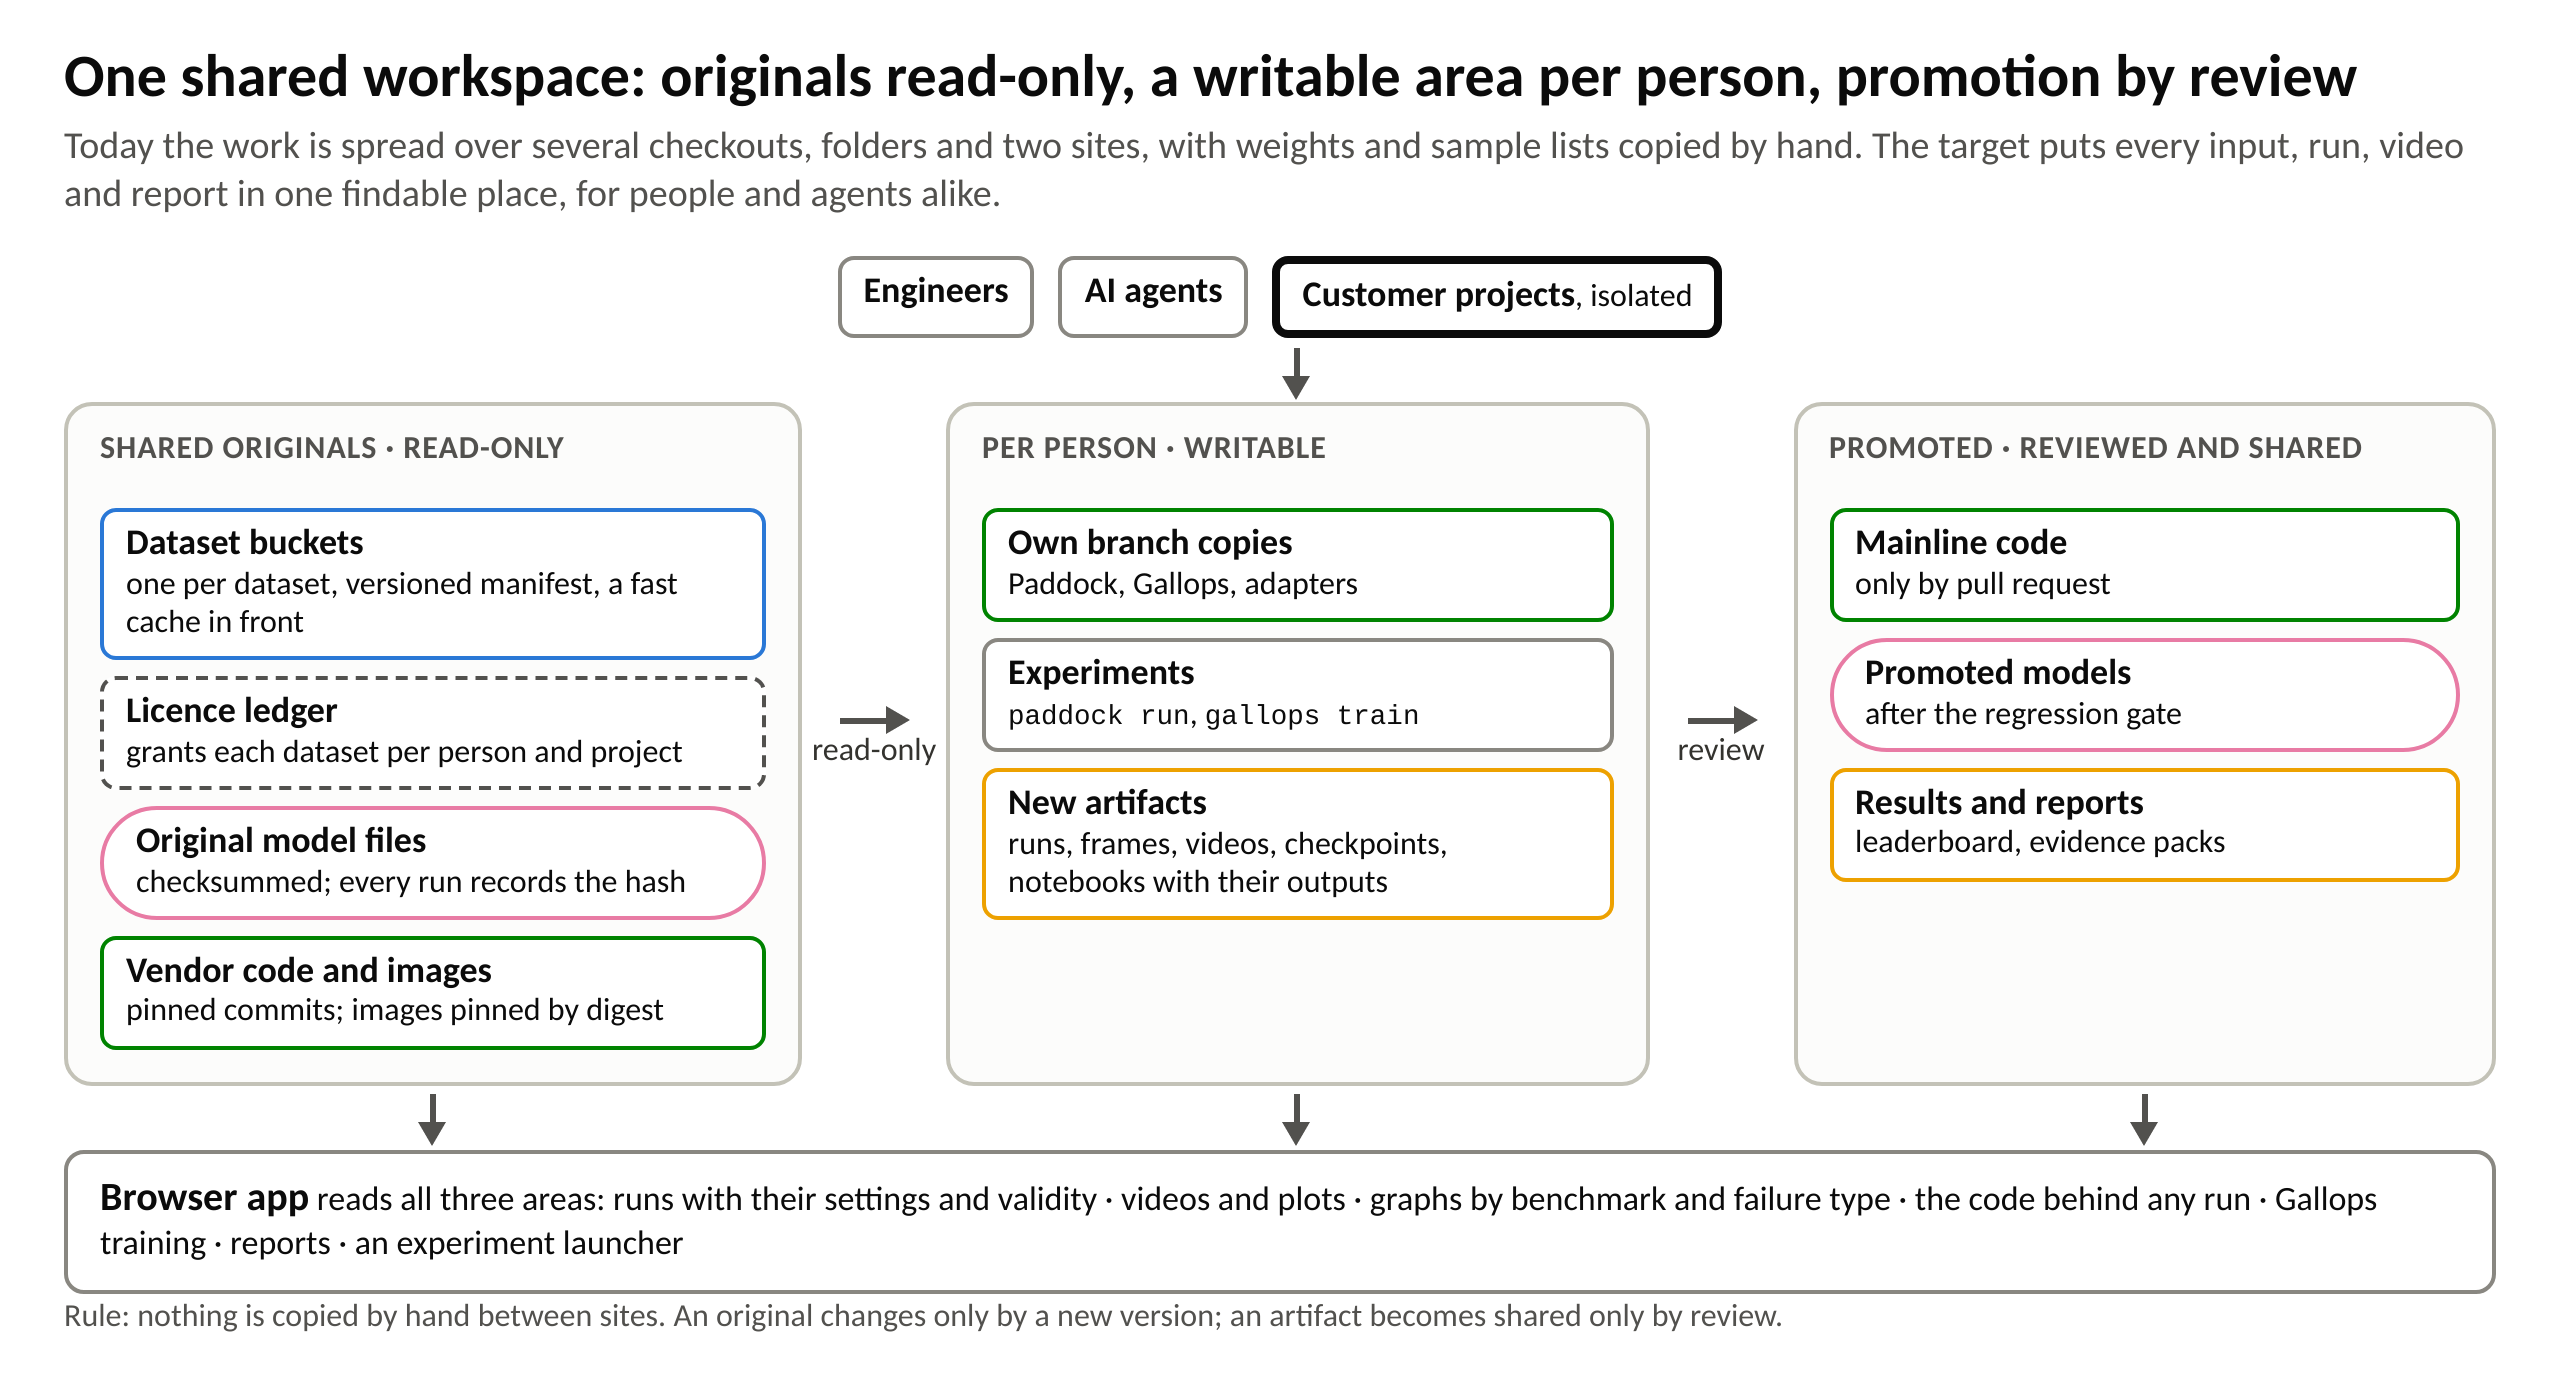 One shared workspace: originals read-only, a writable area per person, promotion by review
Today the work is spread over several checkouts, folders and two sites, with weights and sample lists copied by hand. The target puts every input, run, video
and report in one findable place, for people and agents alike.
Engineers
AI agents
Customer projects, isolated
SHARED ORIGINALS · READ-ONLY
Dataset buckets
one per dataset, versioned manifest, a fast
cache in front
Licence ledger
grants each dataset per person and project
Original model files
checksummed; every run records the hash
Vendor code and images
pinned commits; images pinned by digest
read-only
PER PERSON · WRITABLE
Own branch copies
Paddock, Gallops, adapters
Experiments
paddock run, gallops train
New artifacts
runs, frames, videos, checkpoints,
notebooks with their outputs
review
PROMOTED · REVIEWED AND SHARED
Mainline code
only by pull request
Promoted models
after the regression gate
Results and reports
leaderboard, evidence packs
Browser app reads all three areas: runs with their settings and validity · videos and plots · graphs by benchmark and failure type · the code behind any run · Gallops
training · reports · an experiment launcher
Rule: nothing is copied by hand between sites. An original changes only by a new version; an artifact becomes shared only by review.